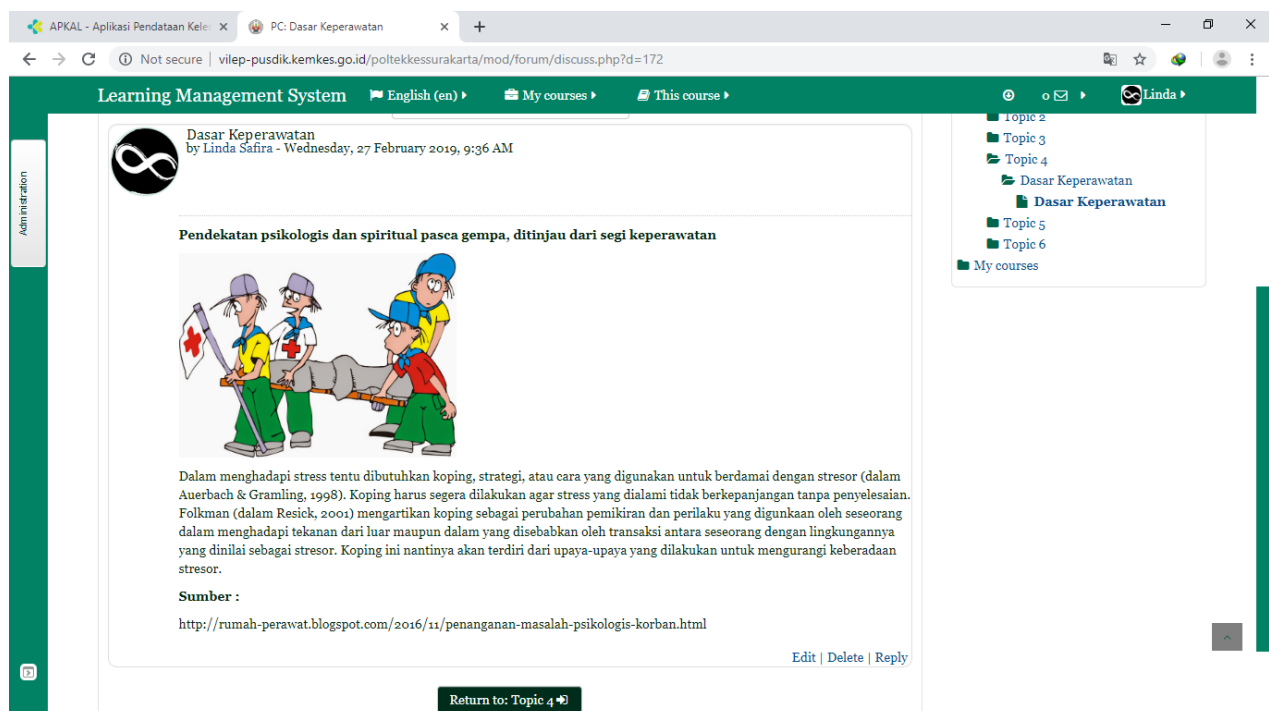 APKAL - Aplikasi Pendataan Kele
PC: Dasar Keperawatan
Not secure | vilep-pusdik.kemkes.go.id/poltekkessurakarta/mod/forum/discuss.php?d=172
Learning Management System English (en) My courses This course 0 Linda
Administration
Dasar Keperawatan
by Linda Safira - Wednesday, 27 February 2019, 9:36 AM
Pendekatan psikologis dan spiritual pasca gempa, ditinjau dari segi keperawatan
Dalam menghadapi stress tentu dibutuhkan koping, strategi, atau cara yang digunakan untuk berdamai dengan stresor (dalam
Auerbach & Gramling, 1998). Koping harus segera dilakukan agar stress yang dialami tidak berkepanjangan tanpa penyelesaian.
Folkman (dalam Resick, 2001) mengartikan koping sebagai perubahan pemikiran dan perilaku yang digunkaan oleh seseorang
dalam menghadapi tekanan dari luar maupun dalam yang disebabkan oleh transaksi antara seseorang dengan lingkungannya
yang dinilai sebagai stresor. Koping ini nantinya akan terdiri dari upaya-upaya yang dilakukan untuk mengurangi keberadaan
stresor.
Sumber :
http://rumah-perawat.blogspot.com/2016/11/penanganan-masalah-psikologis-korban.html
Edit | Delete | Reply
Return to: Topic 4
Topic 2
Topic 3
Topic 4
Dasar Keperawatan
Dasar Keperawatan
Topic 5
Topic 6
My courses